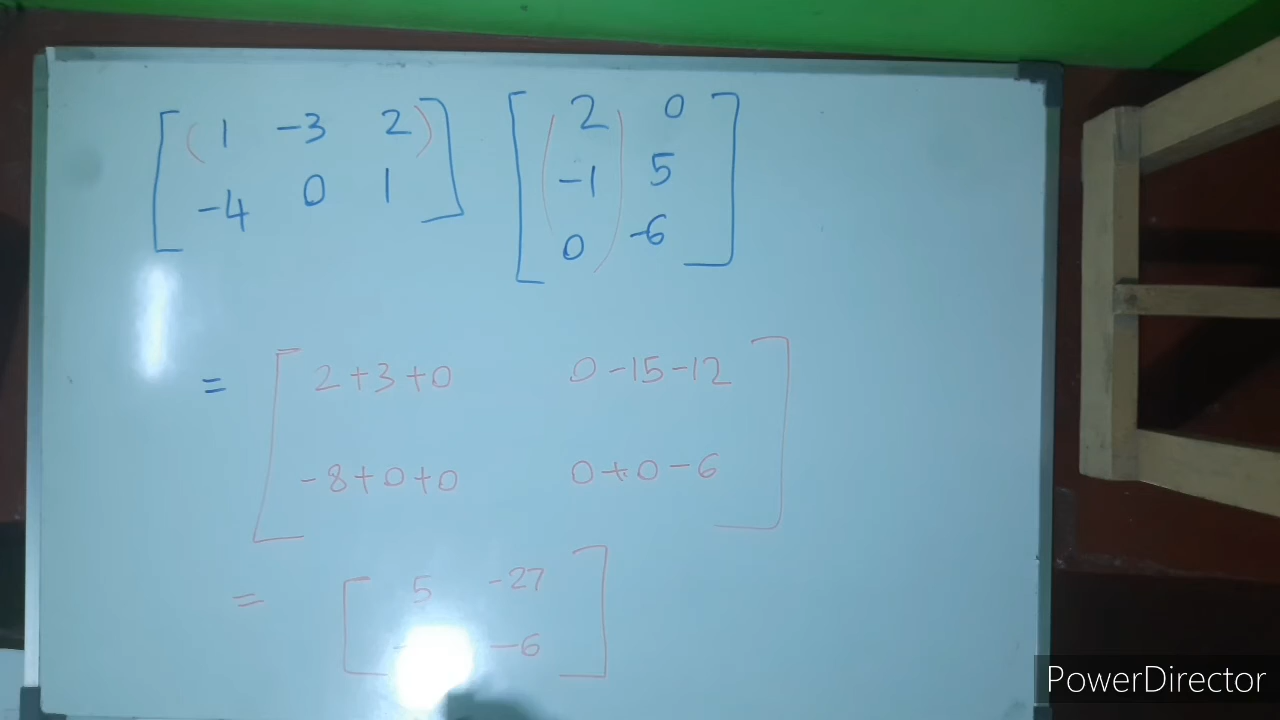 [ ( 1 -3 2 ) ] [ ( 2 ) 0 ]
[ -4 0 1 ] [ ( -1 ) 5 ]
[ ( 0 ) -6 ]
= [ 2+3+0 0-15-12 ]
[ -8+0+0 0+0-6 ]
= [ 5 -27 ]
[ - -6 ]
PowerDirector